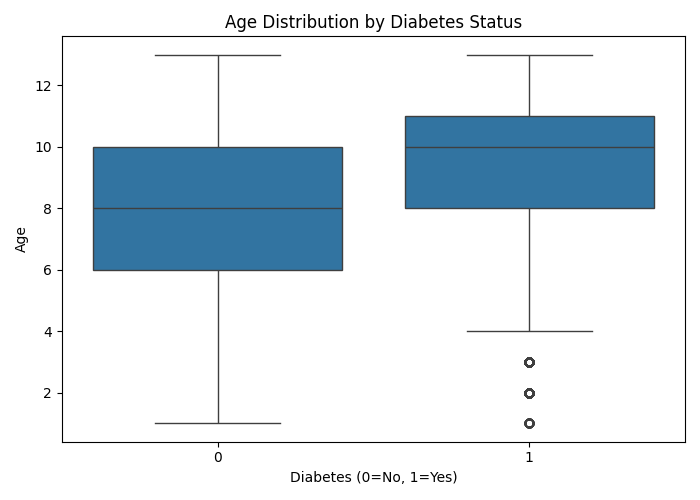 Age Distribution by Diabetes Status
12
10
8
6
4
2
Age
0
1
Diabetes (0=No, 1=Yes)